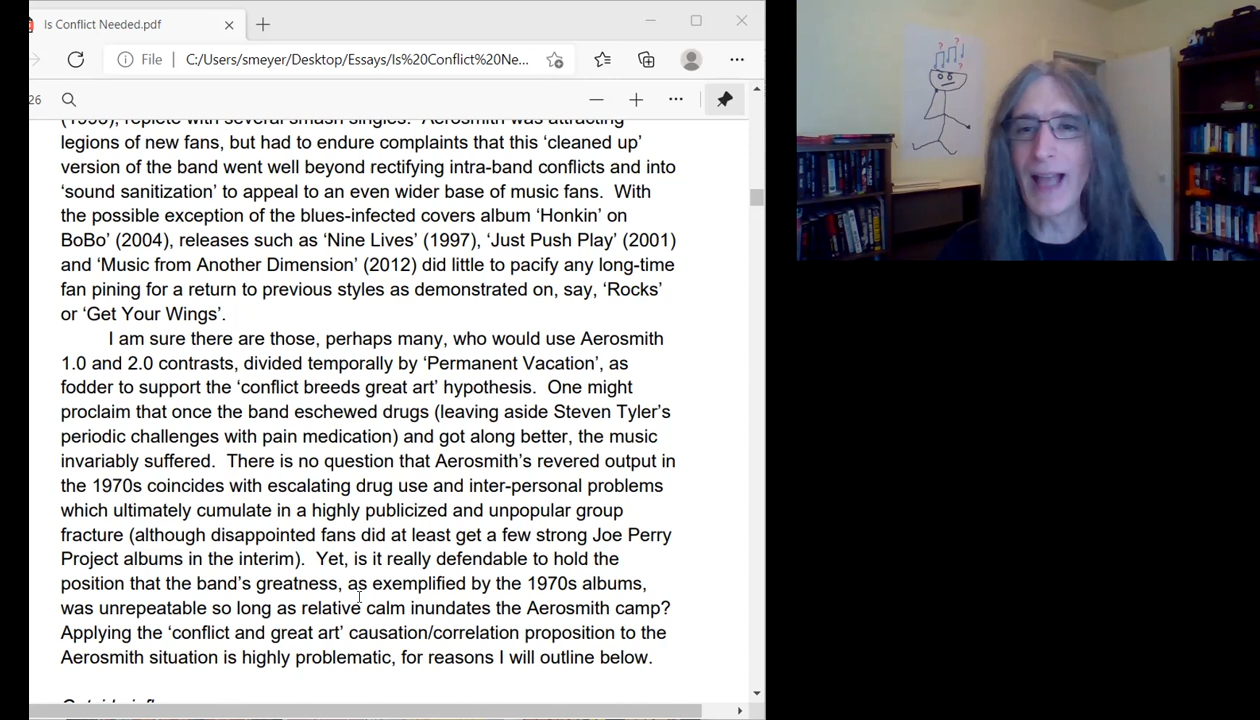 Is Conflict Needed.pdf
File C:/Users/smeyer/Desktop/Essays/Is%20Conflict%20Ne...
26
legions of new fans, but had to endure complaints that this ‘cleaned up’
version of the band went well beyond rectifying intra-band conflicts and into
‘sound sanitization’ to appeal to an even wider base of music fans. With
the possible exception of the blues-infected covers album ‘Honkin’ on
BoBo’ (2004), releases such as ‘Nine Lives’ (1997), ‘Just Push Play’ (2001)
and ‘Music from Another Dimension’ (2012) did little to pacify any long-time
fan pining for a return to previous styles as demonstrated on, say, ‘Rocks’
or ‘Get Your Wings’.
I am sure there are those, perhaps many, who would use Aerosmith
1.0 and 2.0 contrasts, divided temporally by ‘Permanent Vacation’, as
fodder to support the ‘conflict breeds great art’ hypothesis. One might
proclaim that once the band eschewed drugs (leaving aside Steven Tyler’s
periodic challenges with pain medication) and got along better, the music
invariably suffered. There is no question that Aerosmith’s revered output in
the 1970s coincides with escalating drug use and inter-personal problems
which ultimately cumulate in a highly publicized and unpopular group
fracture (although disappointed fans did at least get a few strong Joe Perry
Project albums in the interim). Yet, is it really defendable to hold the
position that the band’s greatness, as exemplified by the 1970s albums,
was unrepeatable so long as relative calm inundates the Aerosmith camp?
Applying the ‘conflict and great art’ causation/correlation proposition to the
Aerosmith situation is highly problematic, for reasons I will outline below.